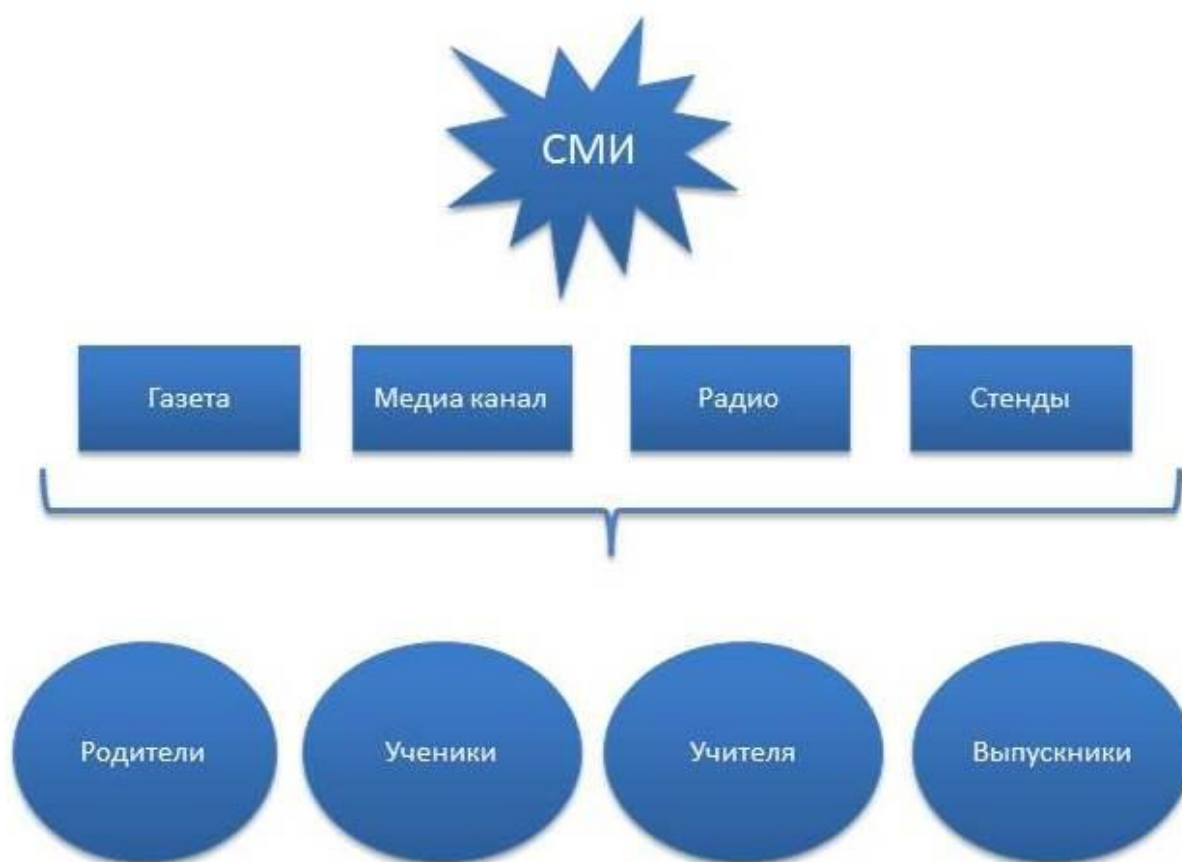 СМИ
Газета
Медиа канал
Радио
Стенды
Родители
Ученики
Учителя
Выпускники